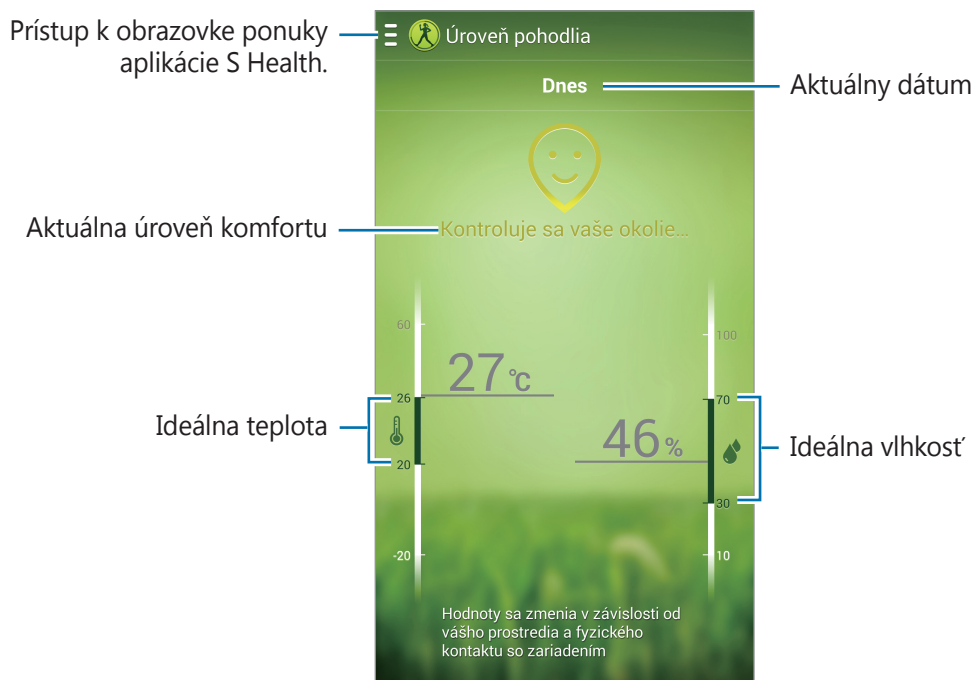 Prístup k obrazovke ponuky
aplikácie S Health.
Úroveň pohodlia
Dnes
Aktuálny dátum
Aktuálna úroveň komfortu
Kontroluje sa vaše okolie...
60
100
27 °C
26
70
Ideálna teplota
46 %
Ideálna vlhkosť
20
30
-20
10
Hodnoty sa zmenia v závislosti od
vášho prostredia a fyzického
kontaktu so zariadením